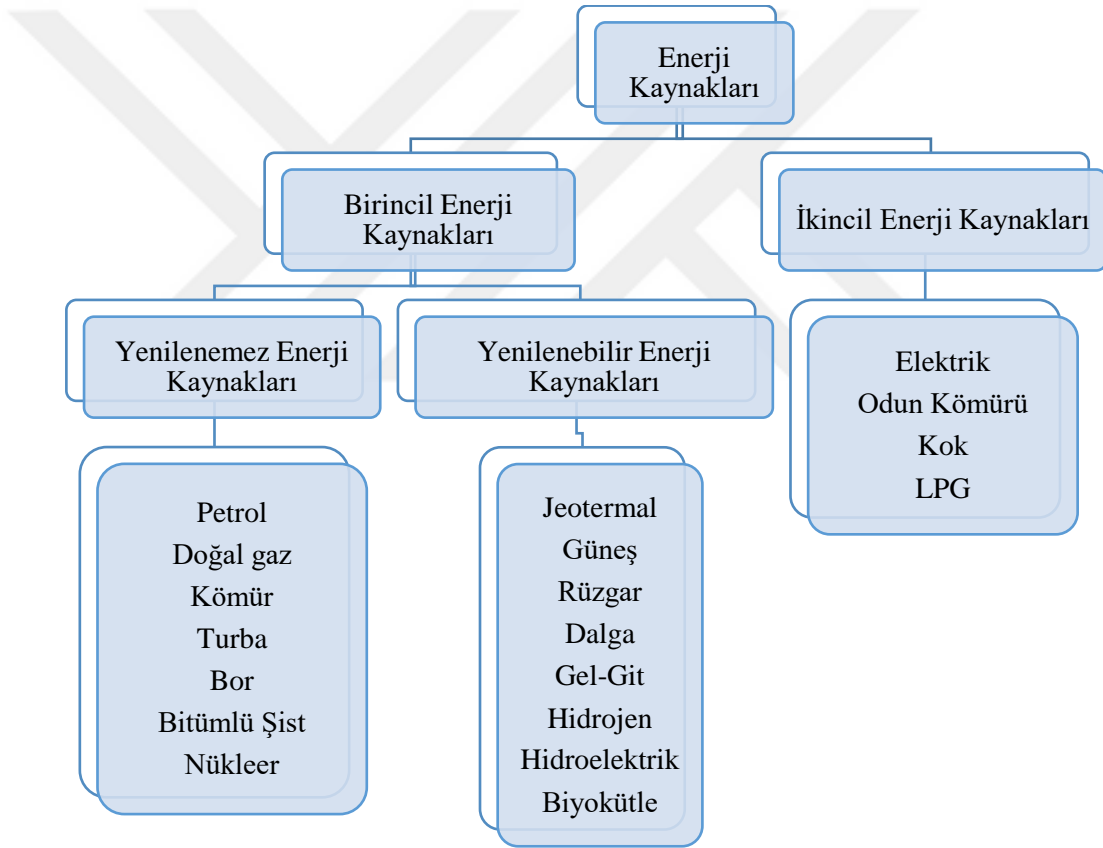 Enerji
Kaynakları
Birincil Enerji
Kaynakları
İkincil Enerji Kaynakları
Yenilenemez Enerji
Kaynakları
Yenilenebilir Enerji
Kaynakları
Petrol
Doğal gaz
Kömür
Turba
Bor
Bitümlü Şist
Nükleer
Jeotermal
Güneş
Rüzgar
Dalga
Gel-Git
Hidrojen
Hidroelektrik
Biyokütle
Elektrik
Odun Kömürü
Kok
LPG